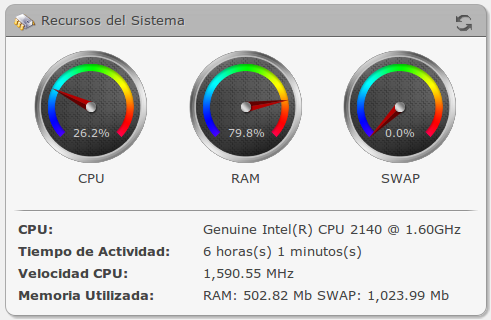 Recursos del Sistema
26.2% 79.8% 0.0%
CPU RAM SWAP
CPU: Genuine Intel(R) CPU 2140 @ 1.60GHz
Tiempo de Actividad: 6 horas(s) 1 minutos(s)
Velocidad CPU: 1,590.55 MHz
Memoria Utilizada: RAM: 502.82 Mb SWAP: 1,023.99 Mb